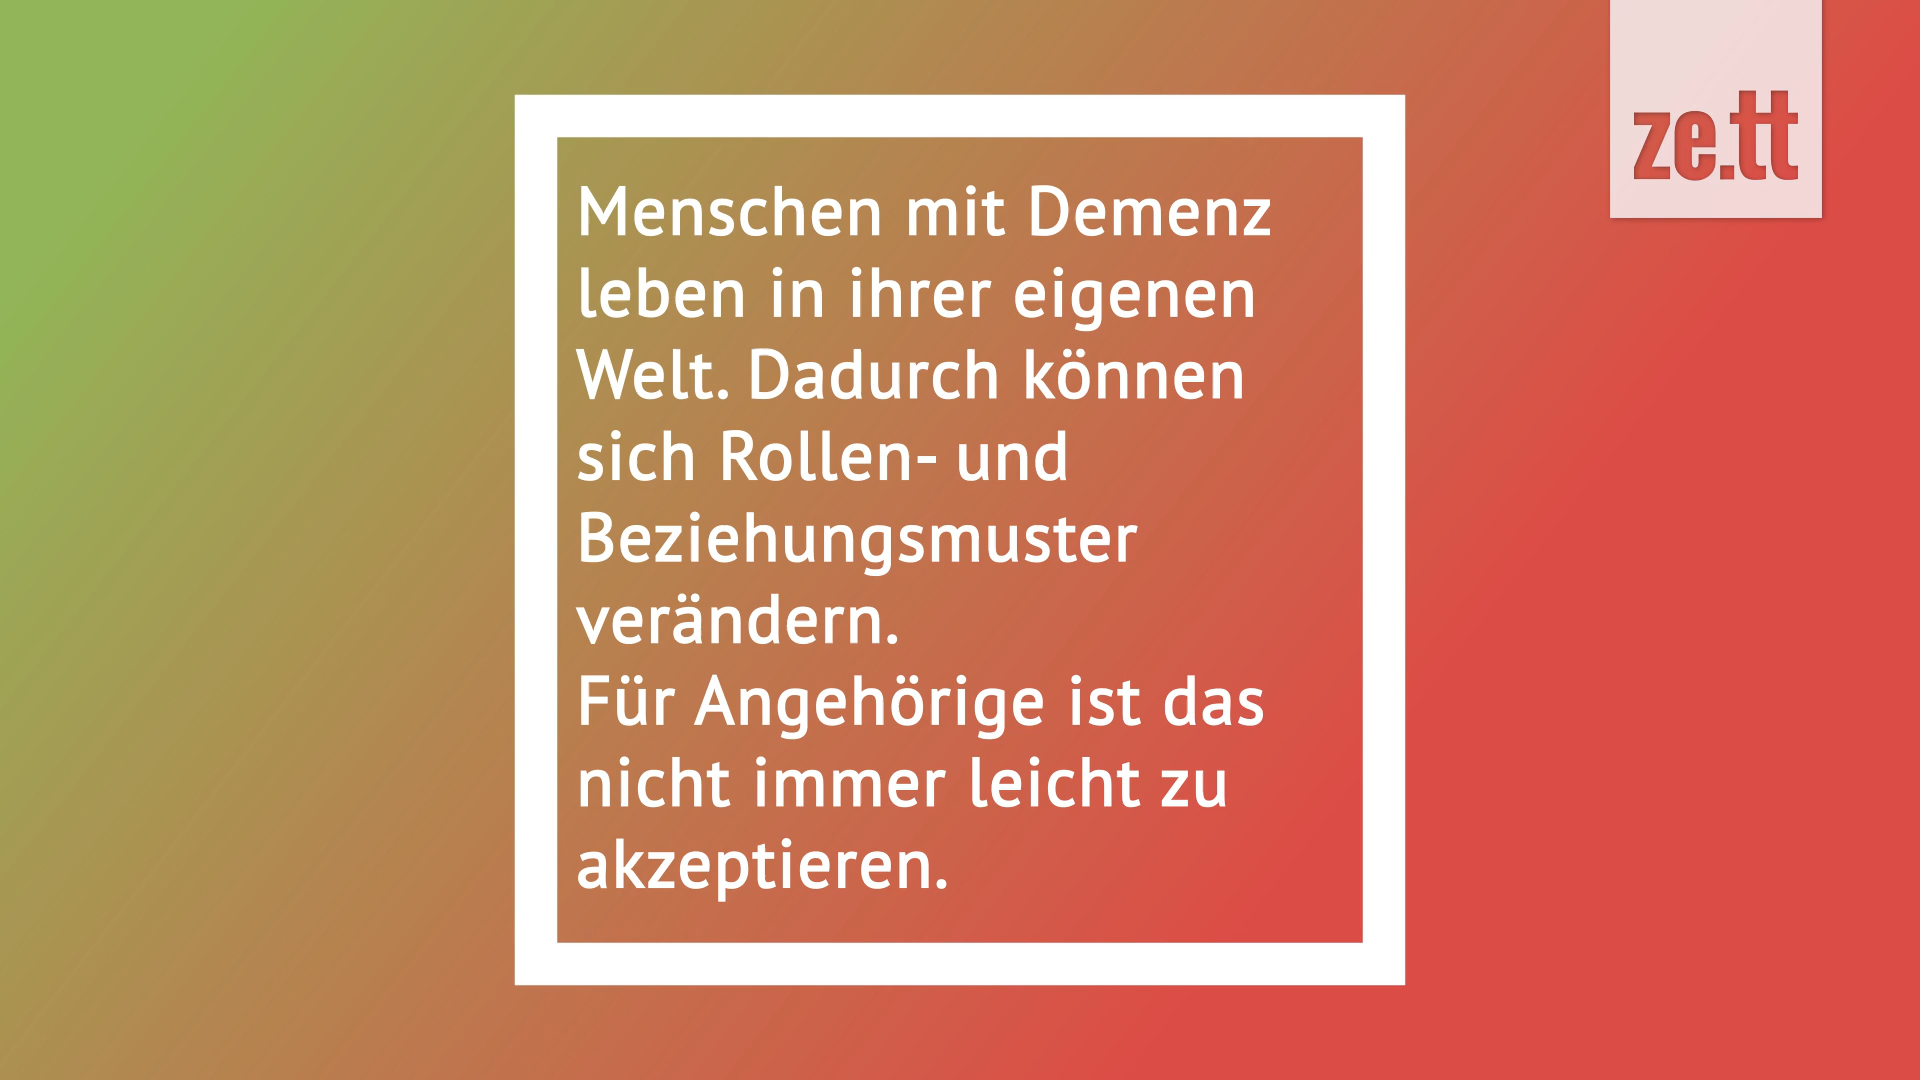 ze.tt
Menschen mit Demenz
leben in ihrer eigenen
Welt. Dadurch können
sich Rollen- und
Beziehungsmuster
verändern.
Für Angehörige ist das
nicht immer leicht zu
akzeptieren.